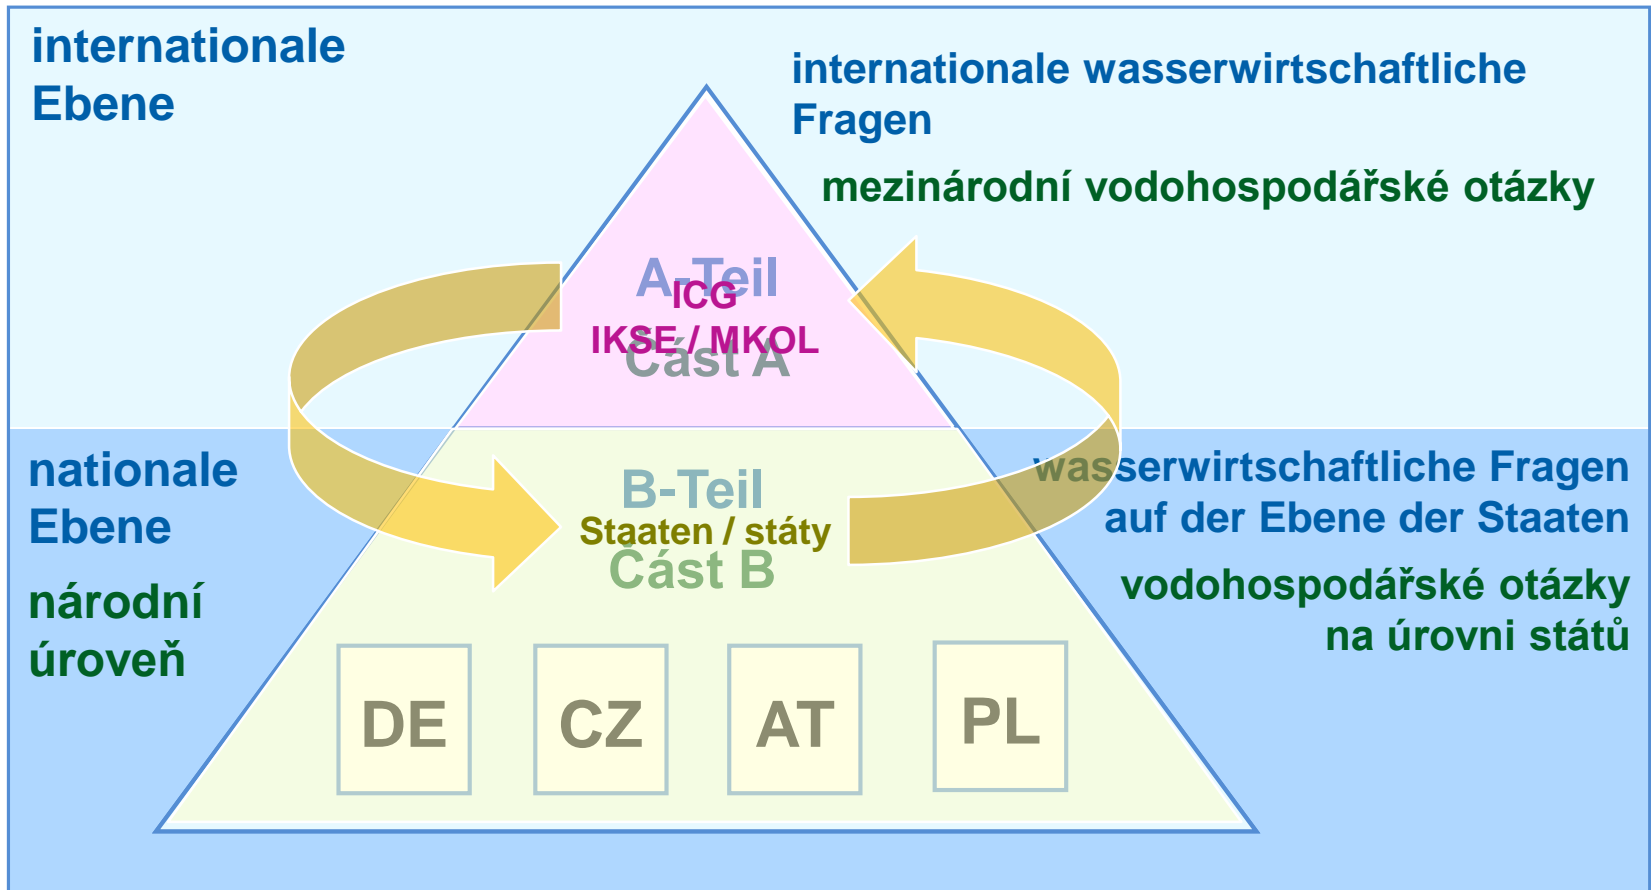 internationale
Ebene
internationale wasserwirtschaftliche
Fragen
mezinárodní vodohospodářské otázky
A-Teil
ICG
IKSE / MKOL
Část A
nationale
Ebene
národní
úroveň
B-Teil
Staaten / státy
Část B
wasserwirtschaftliche Fragen
auf der Ebene der Staaten
vodohospodářské otázky
na úrovni států
DE
CZ
AT
PL